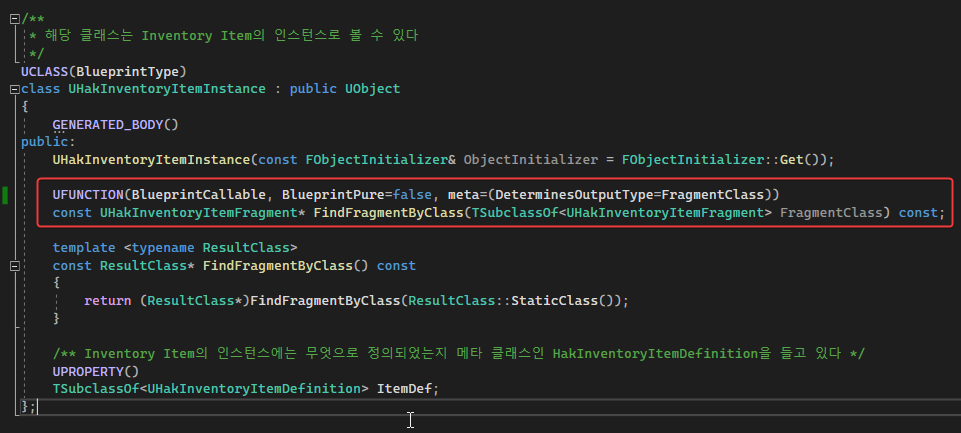 /**
 * 해당 클래스는 Inventory Item의 인스턴스로 볼 수 있다
 */
UCLASS(BlueprintType)
class UHakInventoryItemInstance : public UObject
{
    GENERATED_BODY()
public:
    UHakInventoryItemInstance(const FObjectInitializer& ObjectInitializer = FObjectInitializer::Get());

    UFUNCTION(BlueprintCallable, BlueprintPure=false, meta=(DeterminesOutputType=FragmentClass))
    const UHakInventoryItemFragment* FindFragmentByClass(TSubclassOf<UHakInventoryItemFragment> FragmentClass) const;

    template <typename ResultClass>
    const ResultClass* FindFragmentByClass() const
    {
        return (ResultClass*)FindFragmentByClass(ResultClass::StaticClass());
    }

    /** Inventory Item의 인스턴스에는 무엇으로 정의되었는지 메타 클래스인 HakInventoryItemDefinition을 들고 있다 */
    UPROPERTY()
    TSubclassOf<UHakInventoryItemDefinition> ItemDef;
};